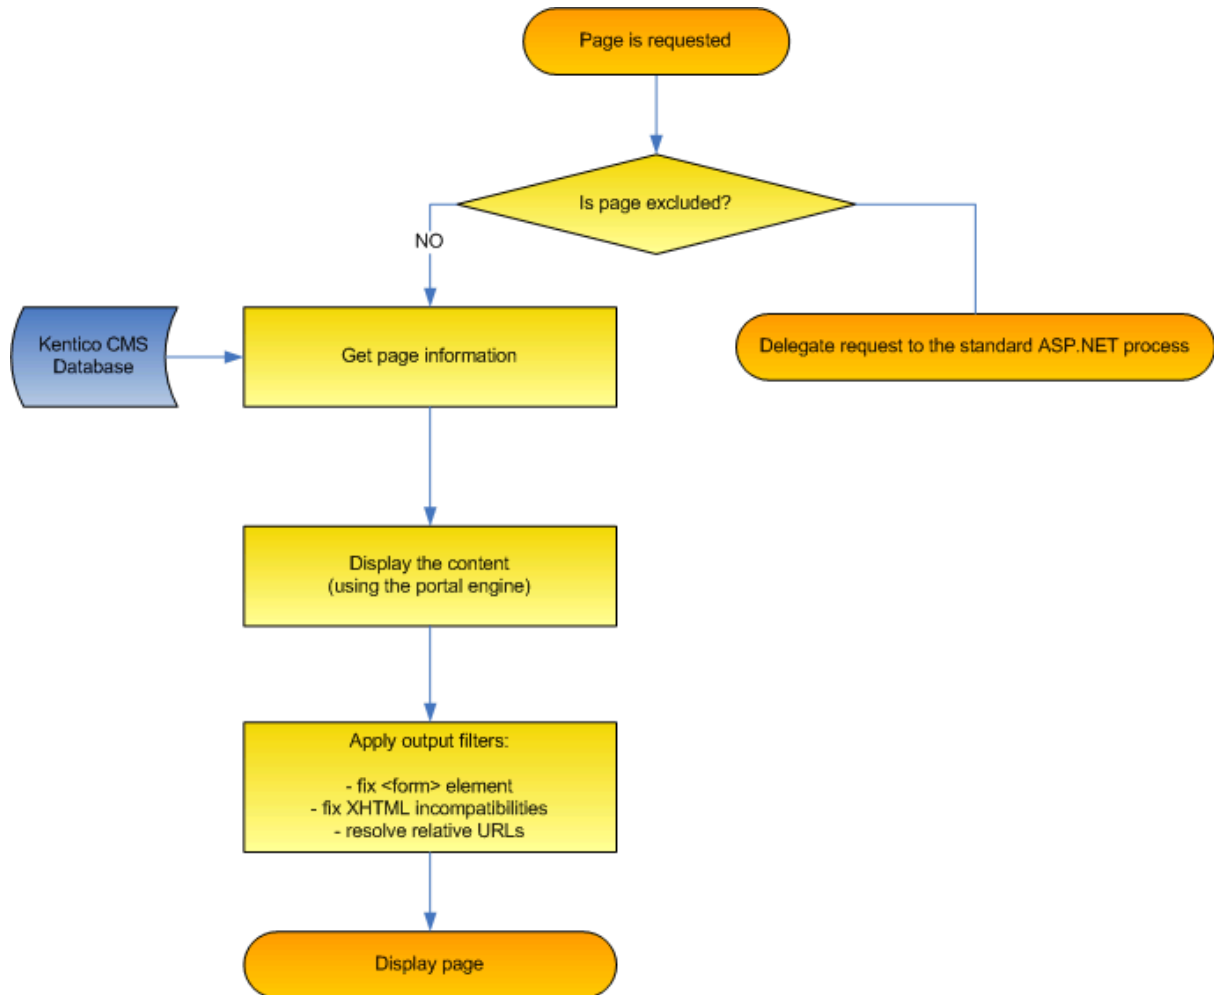 Page is requested
Is page excluded?
NO
Kentico CMS
Database
Get page information
Delegate request to the standard ASP.NET process
Display the content
(using the portal engine)
Apply output filters:
- fix <form> element
- fix XHTML incompatibilities
- resolve relative URLs
Display page